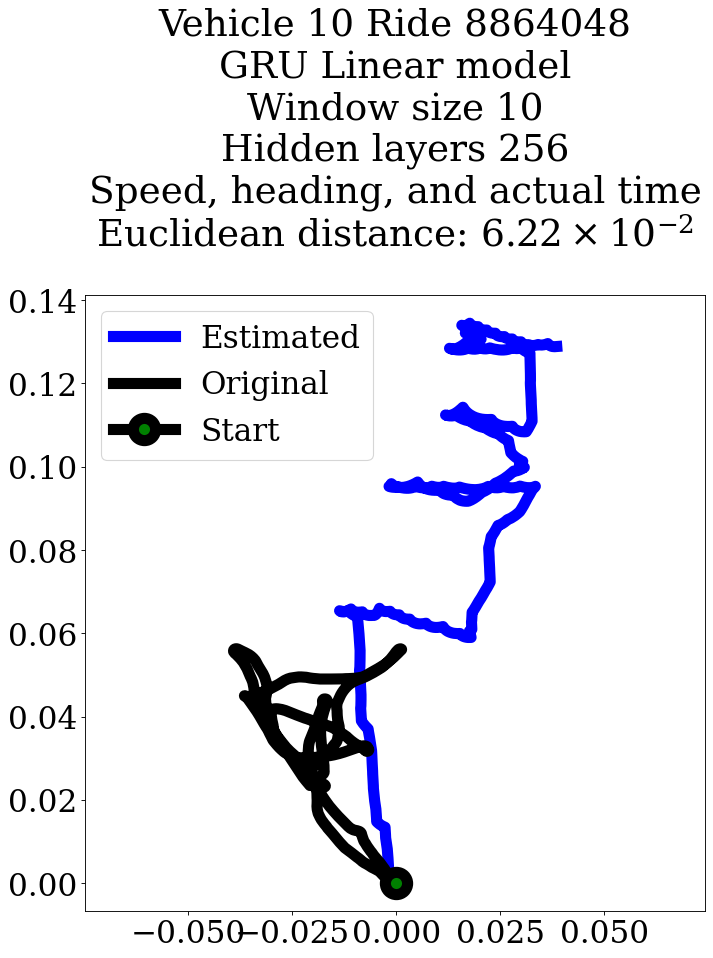 Vehicle 10 Ride 8864048
GRU Linear model
Window size 10
Hidden layers 256
Speed, heading, and actual time
Euclidean distance: 6.22 × 10⁻²
0.14
0.12
0.10
0.08
0.06
0.04
0.02
0.00
Estimated
Original
Start
−0.050 −0.025 0.000 0.025 0.050